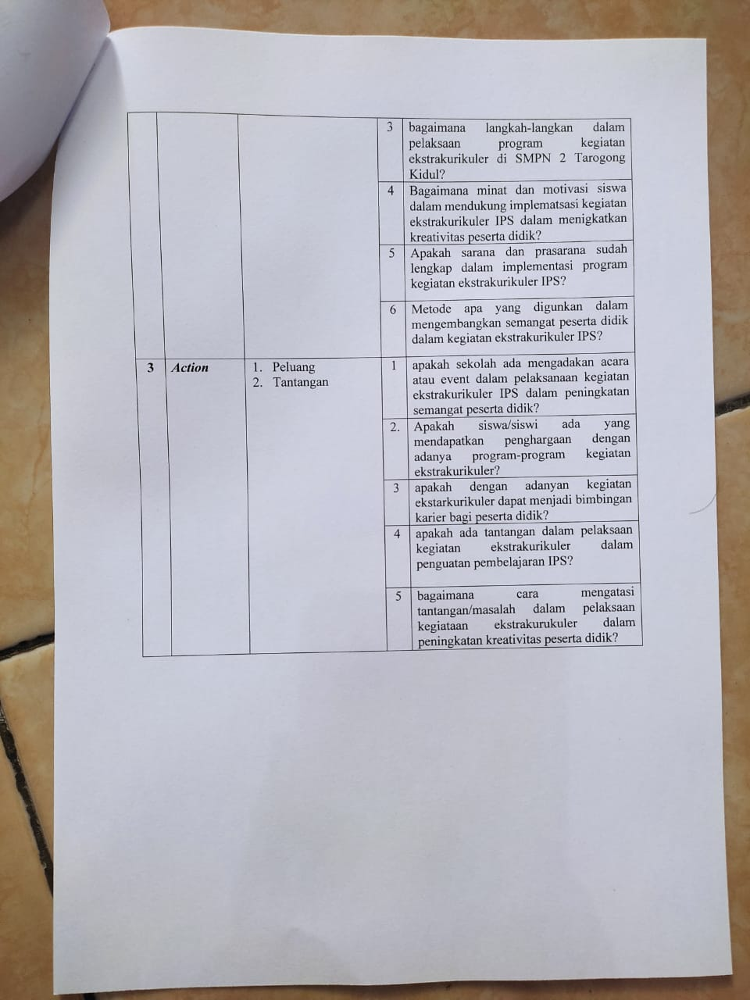 3 bagaimana langkah-langkan dalam
pelaksaan program kegiatan
ekstrakurikuler di SMPN 2 Tarogong
Kidul?
4 Bagaimana minat dan motivasi siswa
dalam mendukung implematsasi kegiatan
ekstrakurikuler IPS dalam menigkatkan
kreativitas peserta didik?
5 Apakah sarana dan prasarana sudah
lengkap dalam implementasi program
kegiatan ekstrakurikuler IPS?
6 Metode apa yang digunkan dalam
mengembangkan semangat peserta didik
dalam kegiatan ekstrakurikuler IPS?
3 Action
1. Peluang
2. Tantangan
1 apakah sekolah ada mengadakan acara
atau event dalam pelaksanaan kegiatan
ekstrakurikuler IPS dalam peningkatan
semangat peserta didik?
2. Apakah siswa/siswi ada yang
mendapatkan penghargaan dengan
adanya program-program kegiatan
ekstrakurikuler?
3 apakah dengan adanyan kegiatan
ekstarkurikuler dapat menjadi bimbingan
karier bagi peserta didik?
4 apakah ada tantangan dalam pelaksaan
kegiatan ekstrakurikuler dalam
penguatan pembelajaran IPS?
5 bagaimana cara mengatasi
tantangan/masalah dalam pelaksaan
kegiataan ekstrakurukuler dalam
peningkatan kreativitas peserta didik?